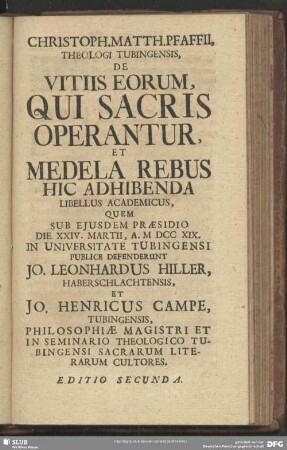 CHRISTOPH.MATTH.PFAFFII,
THEOLOGI TUBINGENSIS,
DE
VITIIS EORUM,
QUI SACRIS
OPERANTUR,
ET
MEDELA REBUS
HIC ADHIBENDA
LIBELLUS ACADEMICUS,
QUEM
SUB EJUSDEM PRÆSIDIO
DIE XXIV. MARTII, A. M DCC XIX.
IN UNIVERSITATE TUBINGENSI
PUBLICE DEFENDERUNT
JO. LEONHARDUS HILLER,
HABERSCHLACHTENSIS,
ET
JO. HENRICUS CAMPE,
TUBINGENSIS,
PHILOSOPHIÆ MAGISTRI ET
IN SEMINARIO THEOLOGICO TU-
BINGENSI SACRARUM LITE-
RARUM CULTORES.
EDITIO SECUNDA.
SLUB
DFG